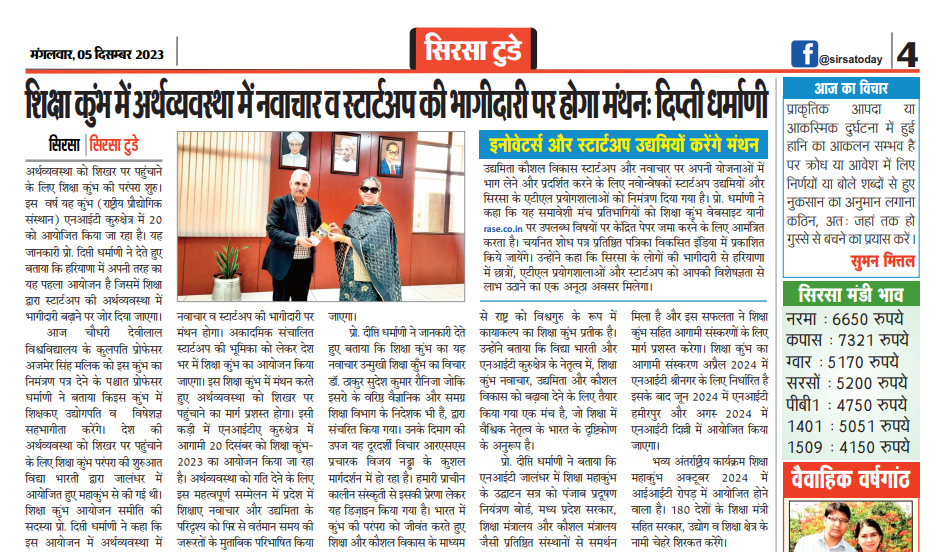 मंगलवार, 05 दिसम्बर 2023
सिरसा टुडे
@sirsatoday
4
शिक्षा कुंभ में अर्थव्यवस्था में नवाचार व स्टार्टअप की भागीदारी पर होगा मंथन: दिप्ती धर्माणी
सिरसा | सिरसा टुडे
अर्थव्यवस्था को शिखर पर पहुंचाने
के लिए शिक्षा कुंभ की परंपरा शुरु।
इस वर्ष यह कुंभ (राष्ट्रीय प्रौद्योगिक
संस्थान) एनआईटी कुरुक्षेत्र में 20
को आयोजित किया जा रहा है। यह
जानकारी प्रो. दिप्ती धर्माणी ने देते हुए
बताया कि हरियाणा में अपनी तरह का
यह पहला आयोजन है जिसमें शिक्षा
द्वारा स्टार्टअप की अर्थव्यवस्था में
भागीदारी बढ़ाने पर जोर दिया जाएगा।
आज चौधरी देवीलाल
विश्वविद्यालय के कुलपति प्रोफेसर
अजमेर सिंह मलिक को इस कुंभ का
निमंत्रण पत्र देने के पश्चात प्रोफेसर
धर्माणी ने बताया किइस कुंभ में
शिक्षकए उद्योगपति व विषेशज्ञ
सहभागीता करेंगे। देश की
अर्थव्यवस्था को शिखर पर पहुंचाने
के लिए शिक्षा कुंभ परंपरा की शुरुआत
विद्या भारती द्वारा जालंधर में
आयोजित हुए महाकुंभ से की गई थी।
शिक्षा कुंभ आयोजन समीति की
सदस्या प्रो. दिप्ती धर्माणी ने कहा कि
इस आयोजन में अर्थव्यवस्था में
नवाचार व स्टार्टअप की भागीदारी पर
मंथन होगा। अकादमिक संचालित
स्टार्टअप की भूमिका को लेकर देश
भर में शिक्षा कुंभ का आयोजन किया
जाएगा। इस शिक्षा कुंभ में मंथन करते
हुए अर्थव्यवस्था को शिखर पर
पहुंचाने का मार्ग प्रशस्त होगा। इसी
कड़ी में एनआईटीए कुरुक्षेत्र में
आगामी 20 दिसम्बर को शिक्षा कुंभ-
2023 का आयोजन किया जा रहा
है। अर्थव्यवस्था को गति देने के लिए
इस महत्वपूर्ण सम्मेलन में प्रदेश में
शिक्षाए नवाचार और उद्यमिता के
परिदृश्य को फिर से वर्तमान समय की
जरूरतों के मुताबिक परिभाषित किया
जाएगा।
प्रो. दीप्ति धर्माणी ने जानकारी देते
हुए बताया कि शिक्षा कुंभ का यह
नवाचार उन्मुखी शिक्षा कुंभ का विचार
डॉ. ठाकुर सुदेश कुमार रौनिजा जोकि
इसरो के वरिष्ठ वैज्ञानिक और समग्र
शिक्षा विभाग के निदेशक भी हैं, द्वारा
संचरित किया गया। उनके दिमाग की
उपज यह दूरदर्शी विचार आरएसएस
प्रचारक विजय नड्डा के कुशल
मार्गदर्शन में हो रहा है। हमारी प्राचीन
कालीन संस्कृती से इसकी प्रेरणा लेकर
यह डिज़ाइन किया गया है। भारत में
कुंभ की परंपरा को जीवंत करते हुए
शिक्षा और कौशल विकास के माध्यम
इनोवेटर्स और स्टार्टअप उद्यमियों करेंगे मंथन
उद्यमिता कौशल विकास स्टार्टअप और नवाचार पर अपनी योजनाओं में
भाग लेने और प्रदर्शित करने के लिए नवोन्वेषकों स्टार्टअप उद्यमियों और
सिरसा के एटीएल प्रयोगशालाओं को निमंत्रण दिया गया है। प्रो. धर्माणी ने
कहा कि यह समावेशी मंच प्रतिभागियों को शिक्षा कुंभ वेबसाइट यानी
rase.co.in पर उपलब्ध विषयों पर केंद्रित पेपर जमा करने के लिए आमंत्रित
करता है। चयनित शोध पत्र प्रतिष्ठित पत्रिका विकसित इंडिया में प्रकाशित
किये जायेंगे। उन्होंने कहा कि सिरसा के लोगों की भागीदारी से हरियाणा
में छात्रों, एटीएल प्रयोगशालाओं और स्टार्टअप को आपकी विशेषज्ञता से
लाभ उठाने का एक अनूठा अवसर मिलेगा।
से राष्ट्र को विश्वगुरु के रूप में
कायाकल्प का शिक्षा कुंभ प्रतीक है।
उन्होंने बताया कि विद्या भारती और
एनआईटी कुरुक्षेत्र के नेतृत्व में, शिक्षा
कुंभ नवाचार, उद्यमिता और कौशल
विकास को बढ़ावा देने के लिए तैयार
किया गया एक मंच है, जो शिक्षा में
वैश्विक नेतृत्व के भारत के दृष्टिकोण
के अनुरूप है।
प्रो. दीप्ति धर्माणी ने बताया कि
एनआईटी जालंधर में शिक्षा महाकुंभ
के उद्घाटन सत्र को पंजाब प्रदूषण
नियंत्रण बोर्ड, मध्य प्रदेश सरकार,
शिक्षा मंत्रालय और कौशल मंत्रालय
जैसी प्रतिष्ठित संस्थानों से समर्थन
मिला है और इस सफलता ने शिक्षा
कुंभ सहित आगामी संस्करणों के लिए
मार्ग प्रशस्त करेगा। शिक्षा कुंभ का
आगामी संस्करण अप्रैल 2024 में
एनआईटी श्रीनगर के लिए निर्धारित है
इसके बाद जून 2024 में एनआईटी
हमीरपुर और अगर- 2024 में
एनआईटी दिल्ली में आयोजित किया
जाएगा।
भव्य अंतर्राष्ट्रीय कार्यक्रम शिक्षा
महाकुंभ अक्टूबर 2024 में
आईआईटी रोपड़ में आयोजित होने
वाला है। 180 देशों के शिक्षा मंत्री
सहित सरकार, उद्योग व शिक्षा क्षेत्र के
नामी चेहरे शिरकत करेंगे।
आज का विचार
प्राकृतिक आपदा या
आकस्मिक दुर्घटना में हुई
हानि का आकलन सम्भव है
पर क्रोध या आवेश में लिए
निर्णयों या बोले शब्दों से हुए
नुकसान का अनुमान लगाना
कठिन, अत: जहां तक हो
गुस्से से बचने का प्रयास करें।
सुमन मित्तल
सिरसा मंडी भाव
नरमा : 6650 रुपये
कपास : 7321 रुपये
ग्वार : 5170 रुपये
सरसों : 5200 रुपये
पीबी1 : 4750 रुपये
1401 : 5051 रुपये
1509 : 4150 रुपये
वैवाहिक वर्षगांठ